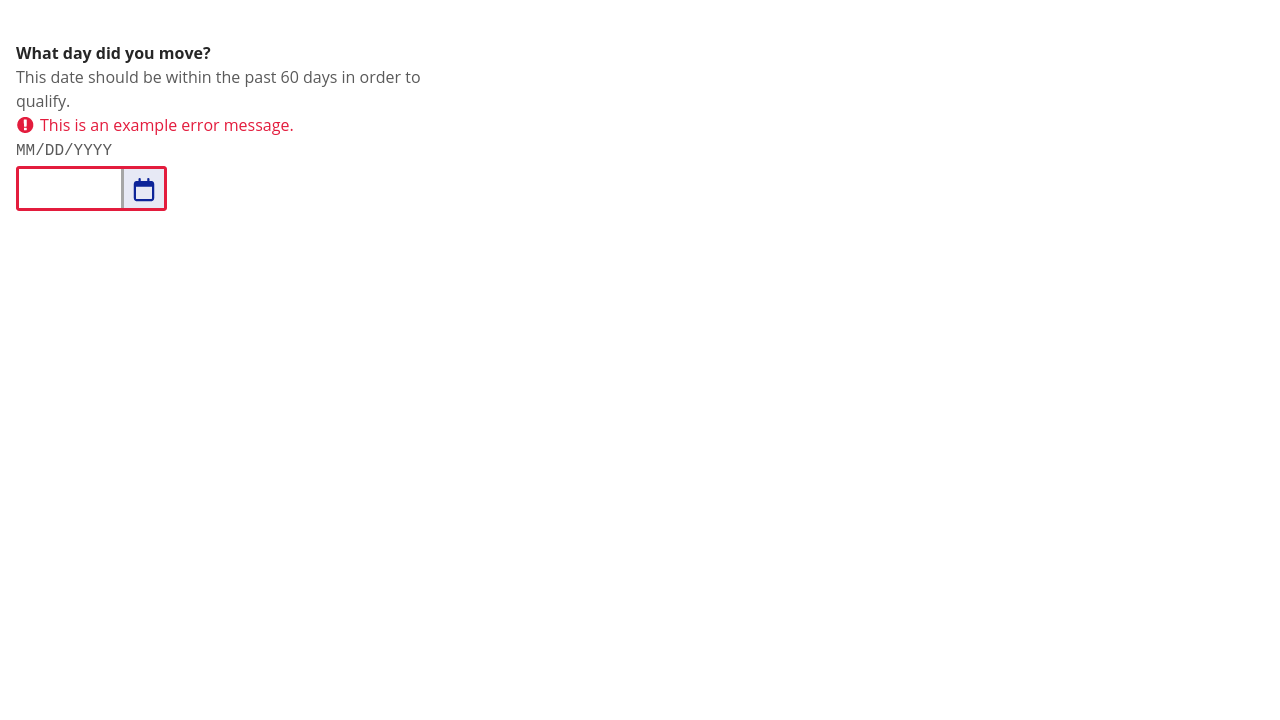 What day did you move?
This date should be within the past 60 days in order to
qualify.
This is an example error message.
MM/DD/YYYY